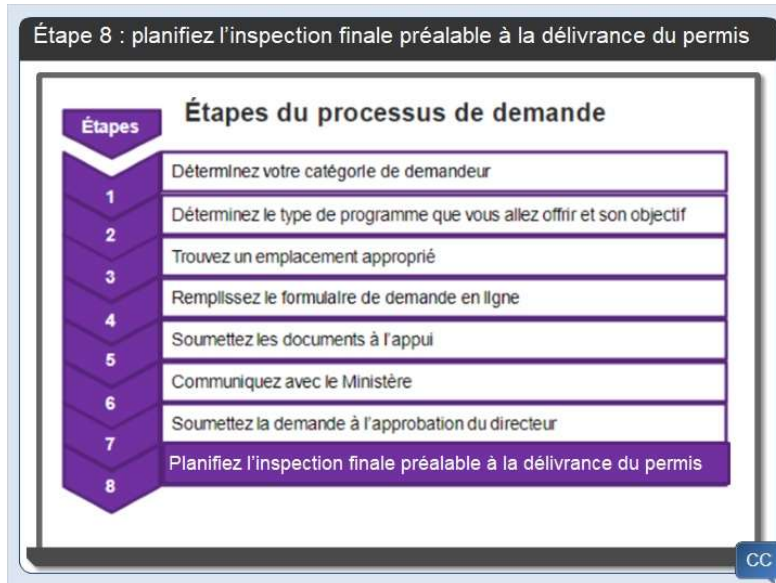 Étape 8 : planifiez l’inspection finale préalable à la délivrance du permis
Étapes du processus de demande
Étapes
1 Déterminez votre catégorie de demandeur
2 Déterminez le type de programme que vous allez offrir et son objectif
3 Trouvez un emplacement approprié
4 Remplissez le formulaire de demande en ligne
5 Soumettez les documents à l’appui
6 Communiquez avec le Ministère
7 Soumettez la demande à l’approbation du directeur
8 Planifiez l’inspection finale préalable à la délivrance du permis
CC